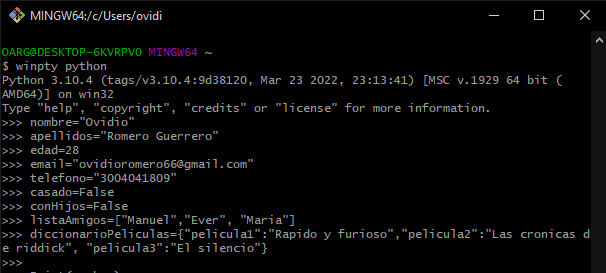 MINGW64:/c/Users/ovidi
OARG@DESKTOP-6KVRPVO MINGW64 ~
$ winpty python
Python 3.10.4 (tags/v3.10.4:9d38120, Mar 23 2022, 23:13:41) [MSC v.1929 64 bit (
AMD64)] on win32
Type "help", "copyright", "credits" or "license" for more information.
>>> nombre="Ovidio"
>>> apellidos="Romero Guerrero"
>>> edad=28
>>> email="ovidioromero66@gmail.com"
>>> telefono="3004041809"
>>> casado=False
>>> conHijos=False
>>> listaAmigos=["Manuel","Ever", "Maria"]
>>> diccionarioPeliculas={"pelicula1":"Rapido y furioso","pelicula2":"Las cronicas d
e riddick", "pelicula3":"El silencio"}
>>>